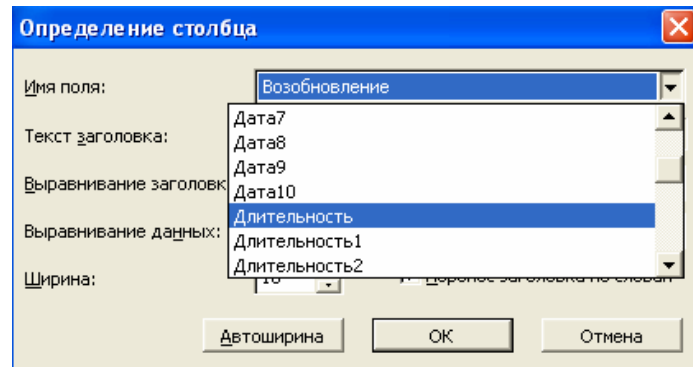 Определение столбца
Имя поля: Возобновление
Дата7
Текст заголовка: Дата8
Дата9
Выравнивание заголовк Дата10
Длительность
Выравнивание данных: Длительность1
Длительность2
Ширина:
Автоширина ОК Отмена